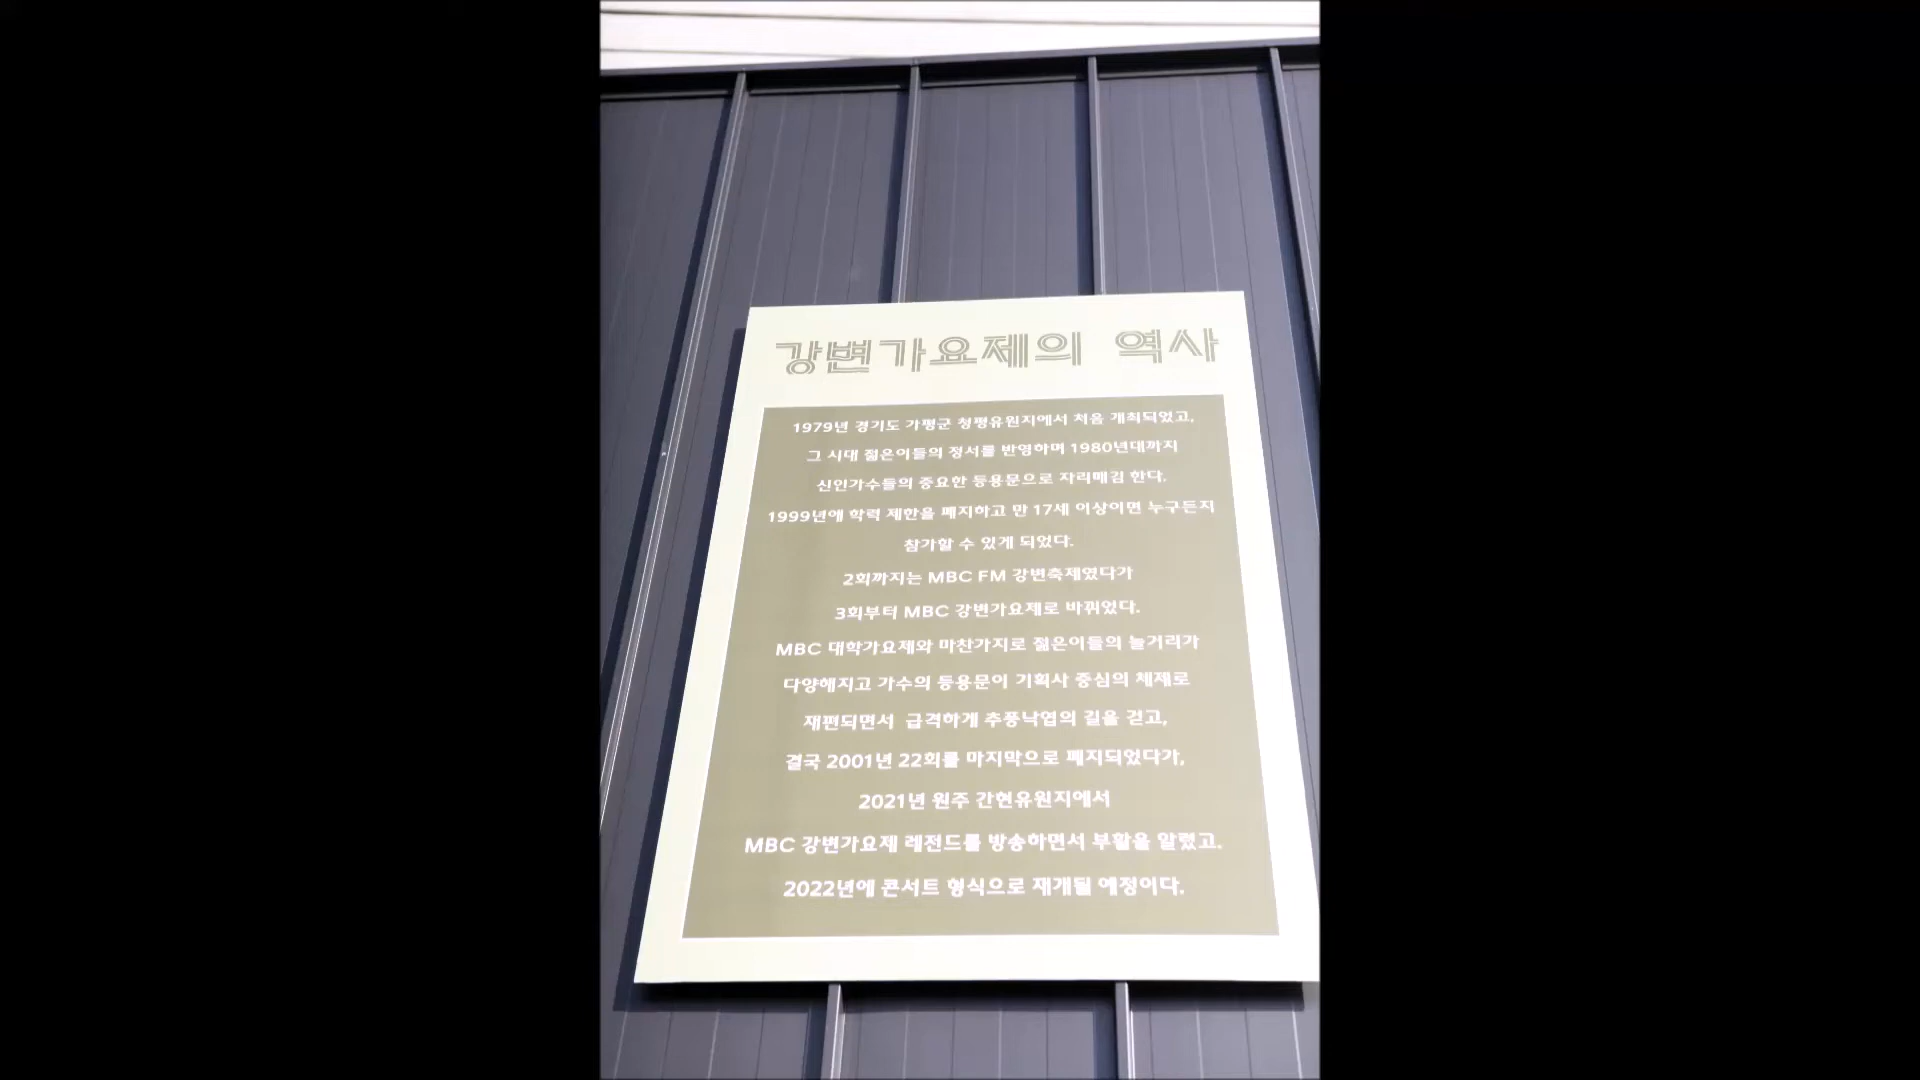 강변가요제의 역사
1979년 경기도 가평군 청평유원지에서 처음 개최되었고,
그 시대 젊은이들의 정서를 반영하며 1980년대까지
신인가수들의 중요한 등용문으로 자리매김 한다.
1999년에 학력 제한을 폐지하고 만 17세 이상이면 누구든지
참가할 수 있게 되었다.
2회까지는 MBC FM 강변축제였다가
3회부터 MBC 강변가요제로 바뀌었다.
MBC 대학가요제와 마찬가지로 젊은이들의 놀거리가
다양해지고 가수의 등용문이 기획사 중심의 체제로
재편되면서 급격하게 추풍낙엽의 길을 걷고,
결국 2001년 22회를 마지막으로 폐지되었다가,
2021년 원주 간현유원지에서
MBC 강변가요제 레전드를 방송하면서 부활을 알렸고.
2022년에 콘서트 형식으로 재개될 예정이다.